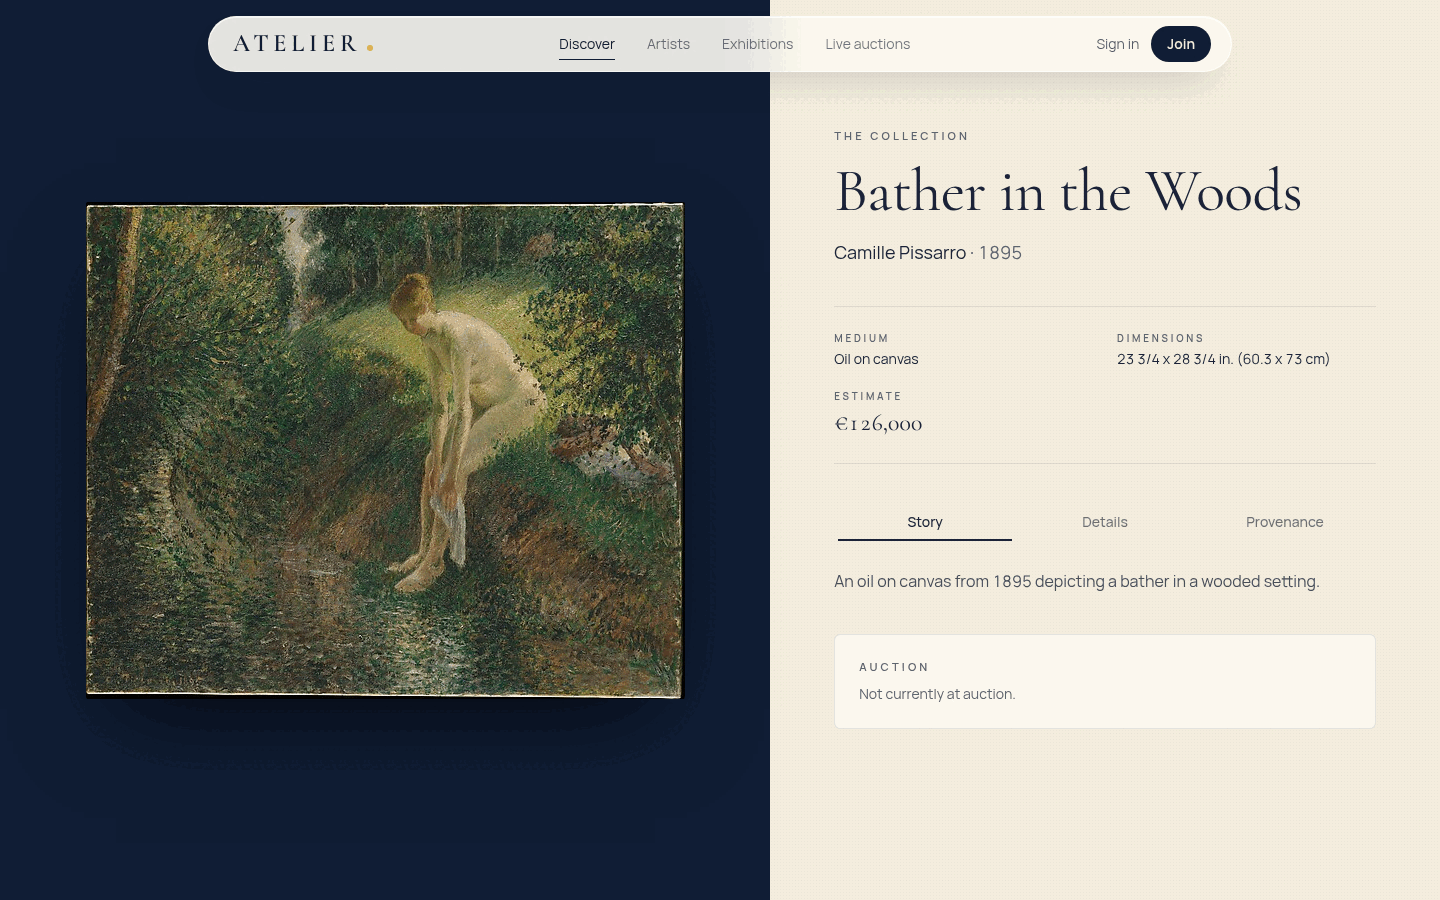 ATELIER
Discover
Artists
Exhibitions
Live auctions
Sign in
Join
THE COLLECTION
Bather in the Woods
Camille Pissarro · 1895
MEDIUM
Oil on canvas
DIMENSIONS
23 3/4 x 28 3/4 in. (60.3 x 73 cm)
ESTIMATE
€126,000
Story
Details
Provenance
An oil on canvas from 1895 depicting a bather in a wooded setting.
AUCTION
Not currently at auction.